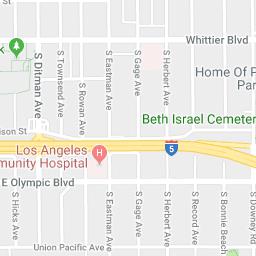 Whittier Blvd
k
S Ditman Ave
S Townsend Ave
S Rowan Ave
S Eastman Ave
S Gage Ave
S Herbert Ave
Home Of P
Par
Beth Israel Cemeter
ison St
Los Angeles
munity Hospital
H
5
E Olympic Blvd
S Hicks Ave
S Eastman Ave
S Gage Ave
S Herbert Ave
S Record Ave
S Bonnie Beach
S Downey Rd
Union Pacific Ave